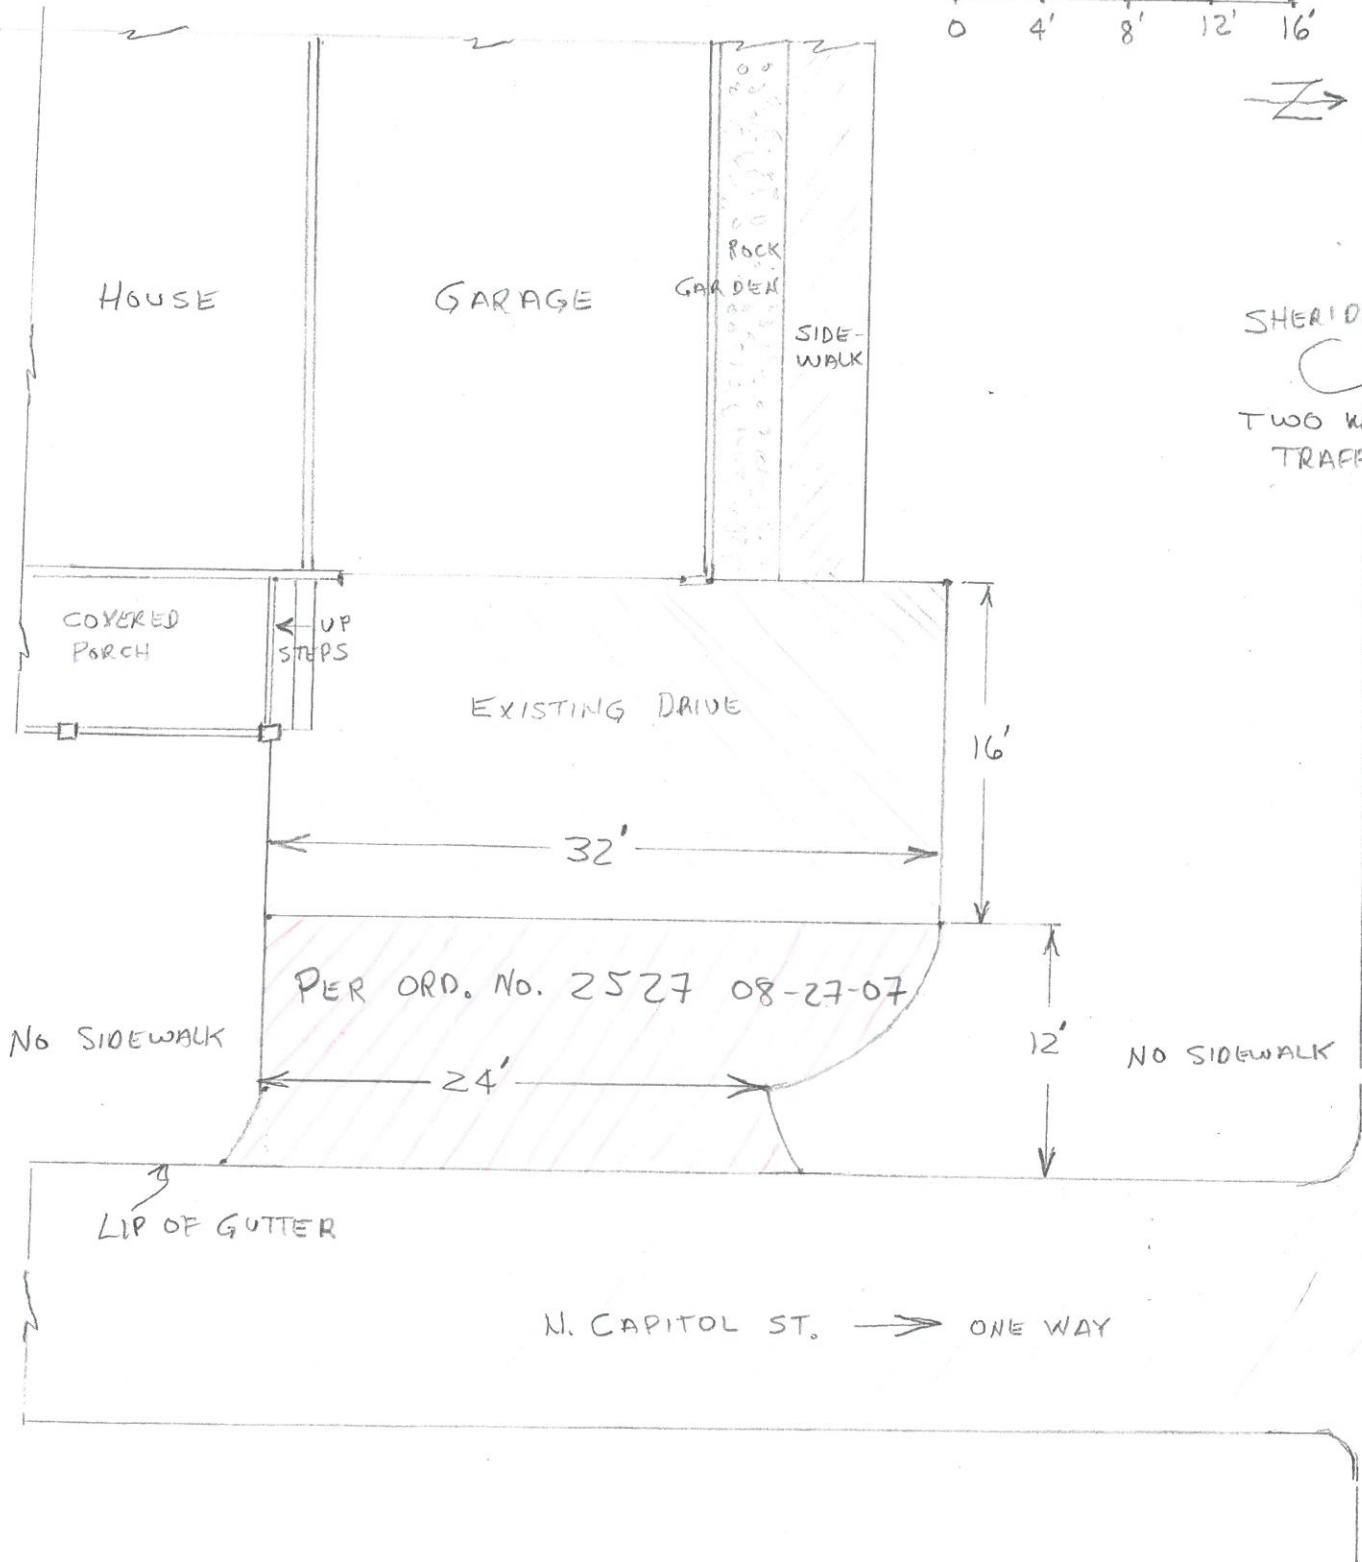 0 4' 8' 12' 16'
Z
HOUSE
GARAGE
ROCK
GARDEN
SIDE-
WALK
SHERID
TWO W
TRAFF
COVERED
PORCH
UP
STEPS
EXISTING DRIVE
16'
32'
PER ORD. NO. 2527 08-27-07
NO SIDEWALK
24'
12'
NO SIDEWALK
LIP OF GUTTER
N. CAPITOL ST. → ONE WAY